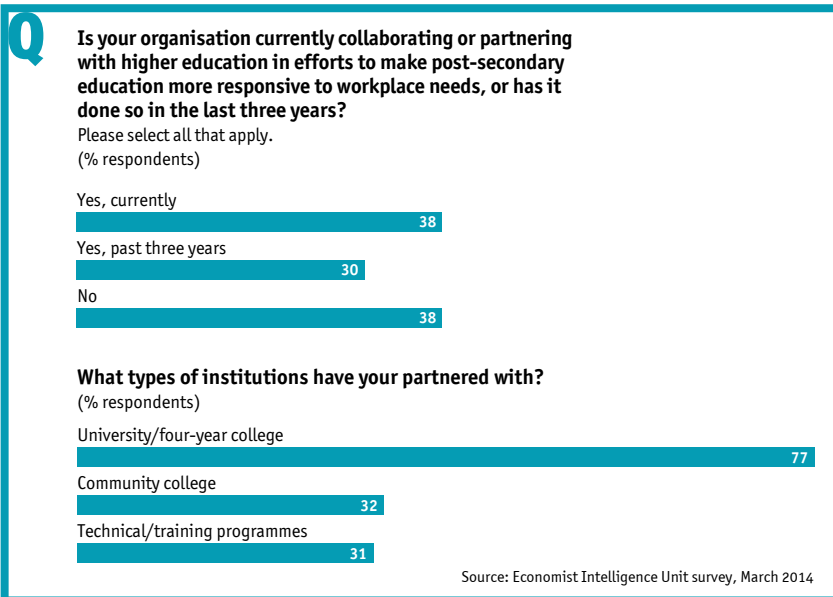 Q
Is your organisation currently collaborating or partnering
with higher education in efforts to make post-secondary
education more responsive to workplace needs, or has it
done so in the last three years?
Please select all that apply.
(% respondents)
Yes, currently
38
Yes, past three years
30
No
38
What types of institutions have your partnered with?
(% respondents)
University/four-year college
77
Community college
32
Technical/training programmes
31
Source: Economist Intelligence Unit survey, March 2014